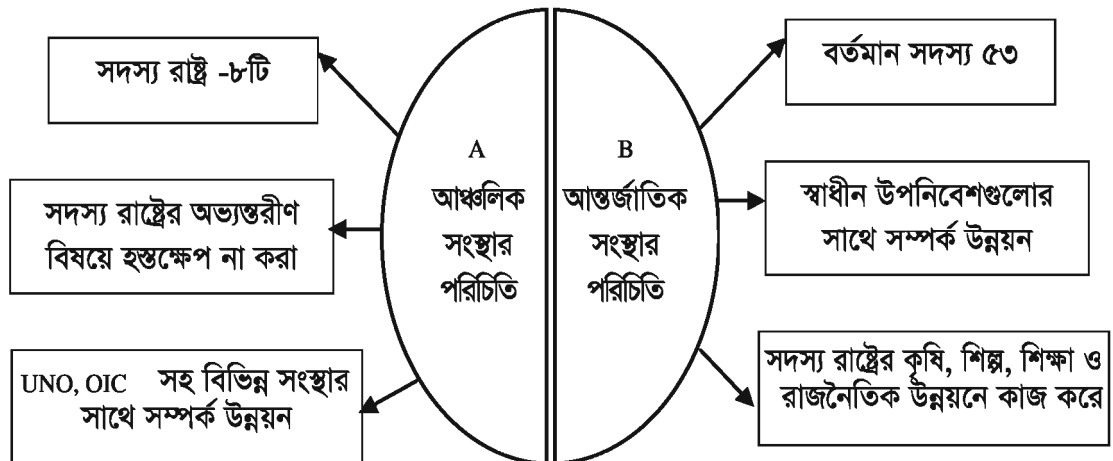 সদস্য রাষ্ট্র -৮টি
সদস্য রাষ্ট্রের অভ্যন্তরীণ
বিষয়ে হস্তক্ষেপ না করা
UNO, OIC সহ বিভিন্ন সংস্থার
সাথে সম্পর্ক উন্নয়ন
A
আঞ্চলিক
সংস্থার
পরিচিতি
B
আন্তর্জাতিক
সংস্থার
পরিচিতি
বর্তমান সদস্য ৫৩
স্বাধীন উপনিবেশগুলোর
সাথে সম্পর্ক উন্নয়ন
সদস্য রাষ্ট্রের কৃষি, শিল্প, শিক্ষা ও
রাজনৈতিক উন্নয়নে কাজ করে